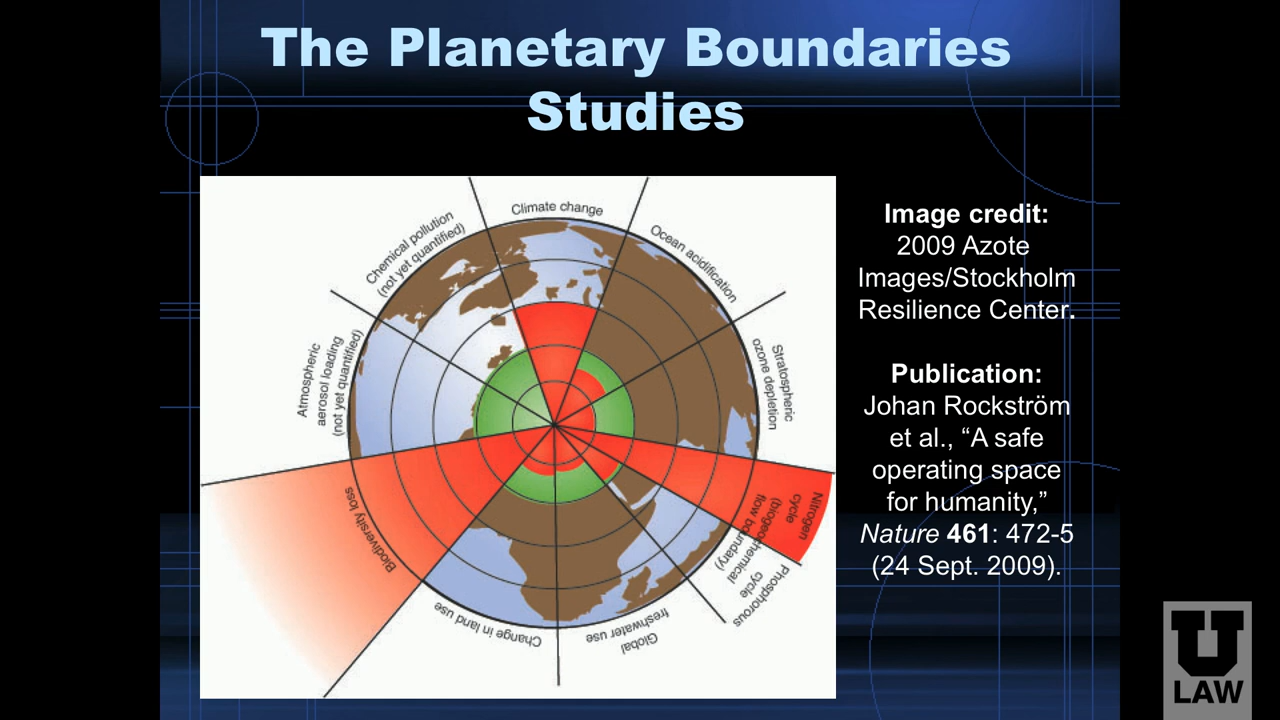 The Planetary Boundaries
Studies
Climate change
Ocean acidification
Stratospheric
ozone depletion
Nitrogen
cycle
(biogeochemical
flow boundary)
Phosphorous
cycle
Global
freshwater use
Change in land use
Biodiversity loss
Atmospheric
aerosol loading
(not yet quantified)
Chemical pollution
(not yet quantified)
Image credit:
2009 Azote
Images/Stockholm
Resilience Center.
Publication:
Johan Rockström
et al., “A safe
operating space
for humanity,”
Nature 461: 472-5
(24 Sept. 2009).
U
LAW